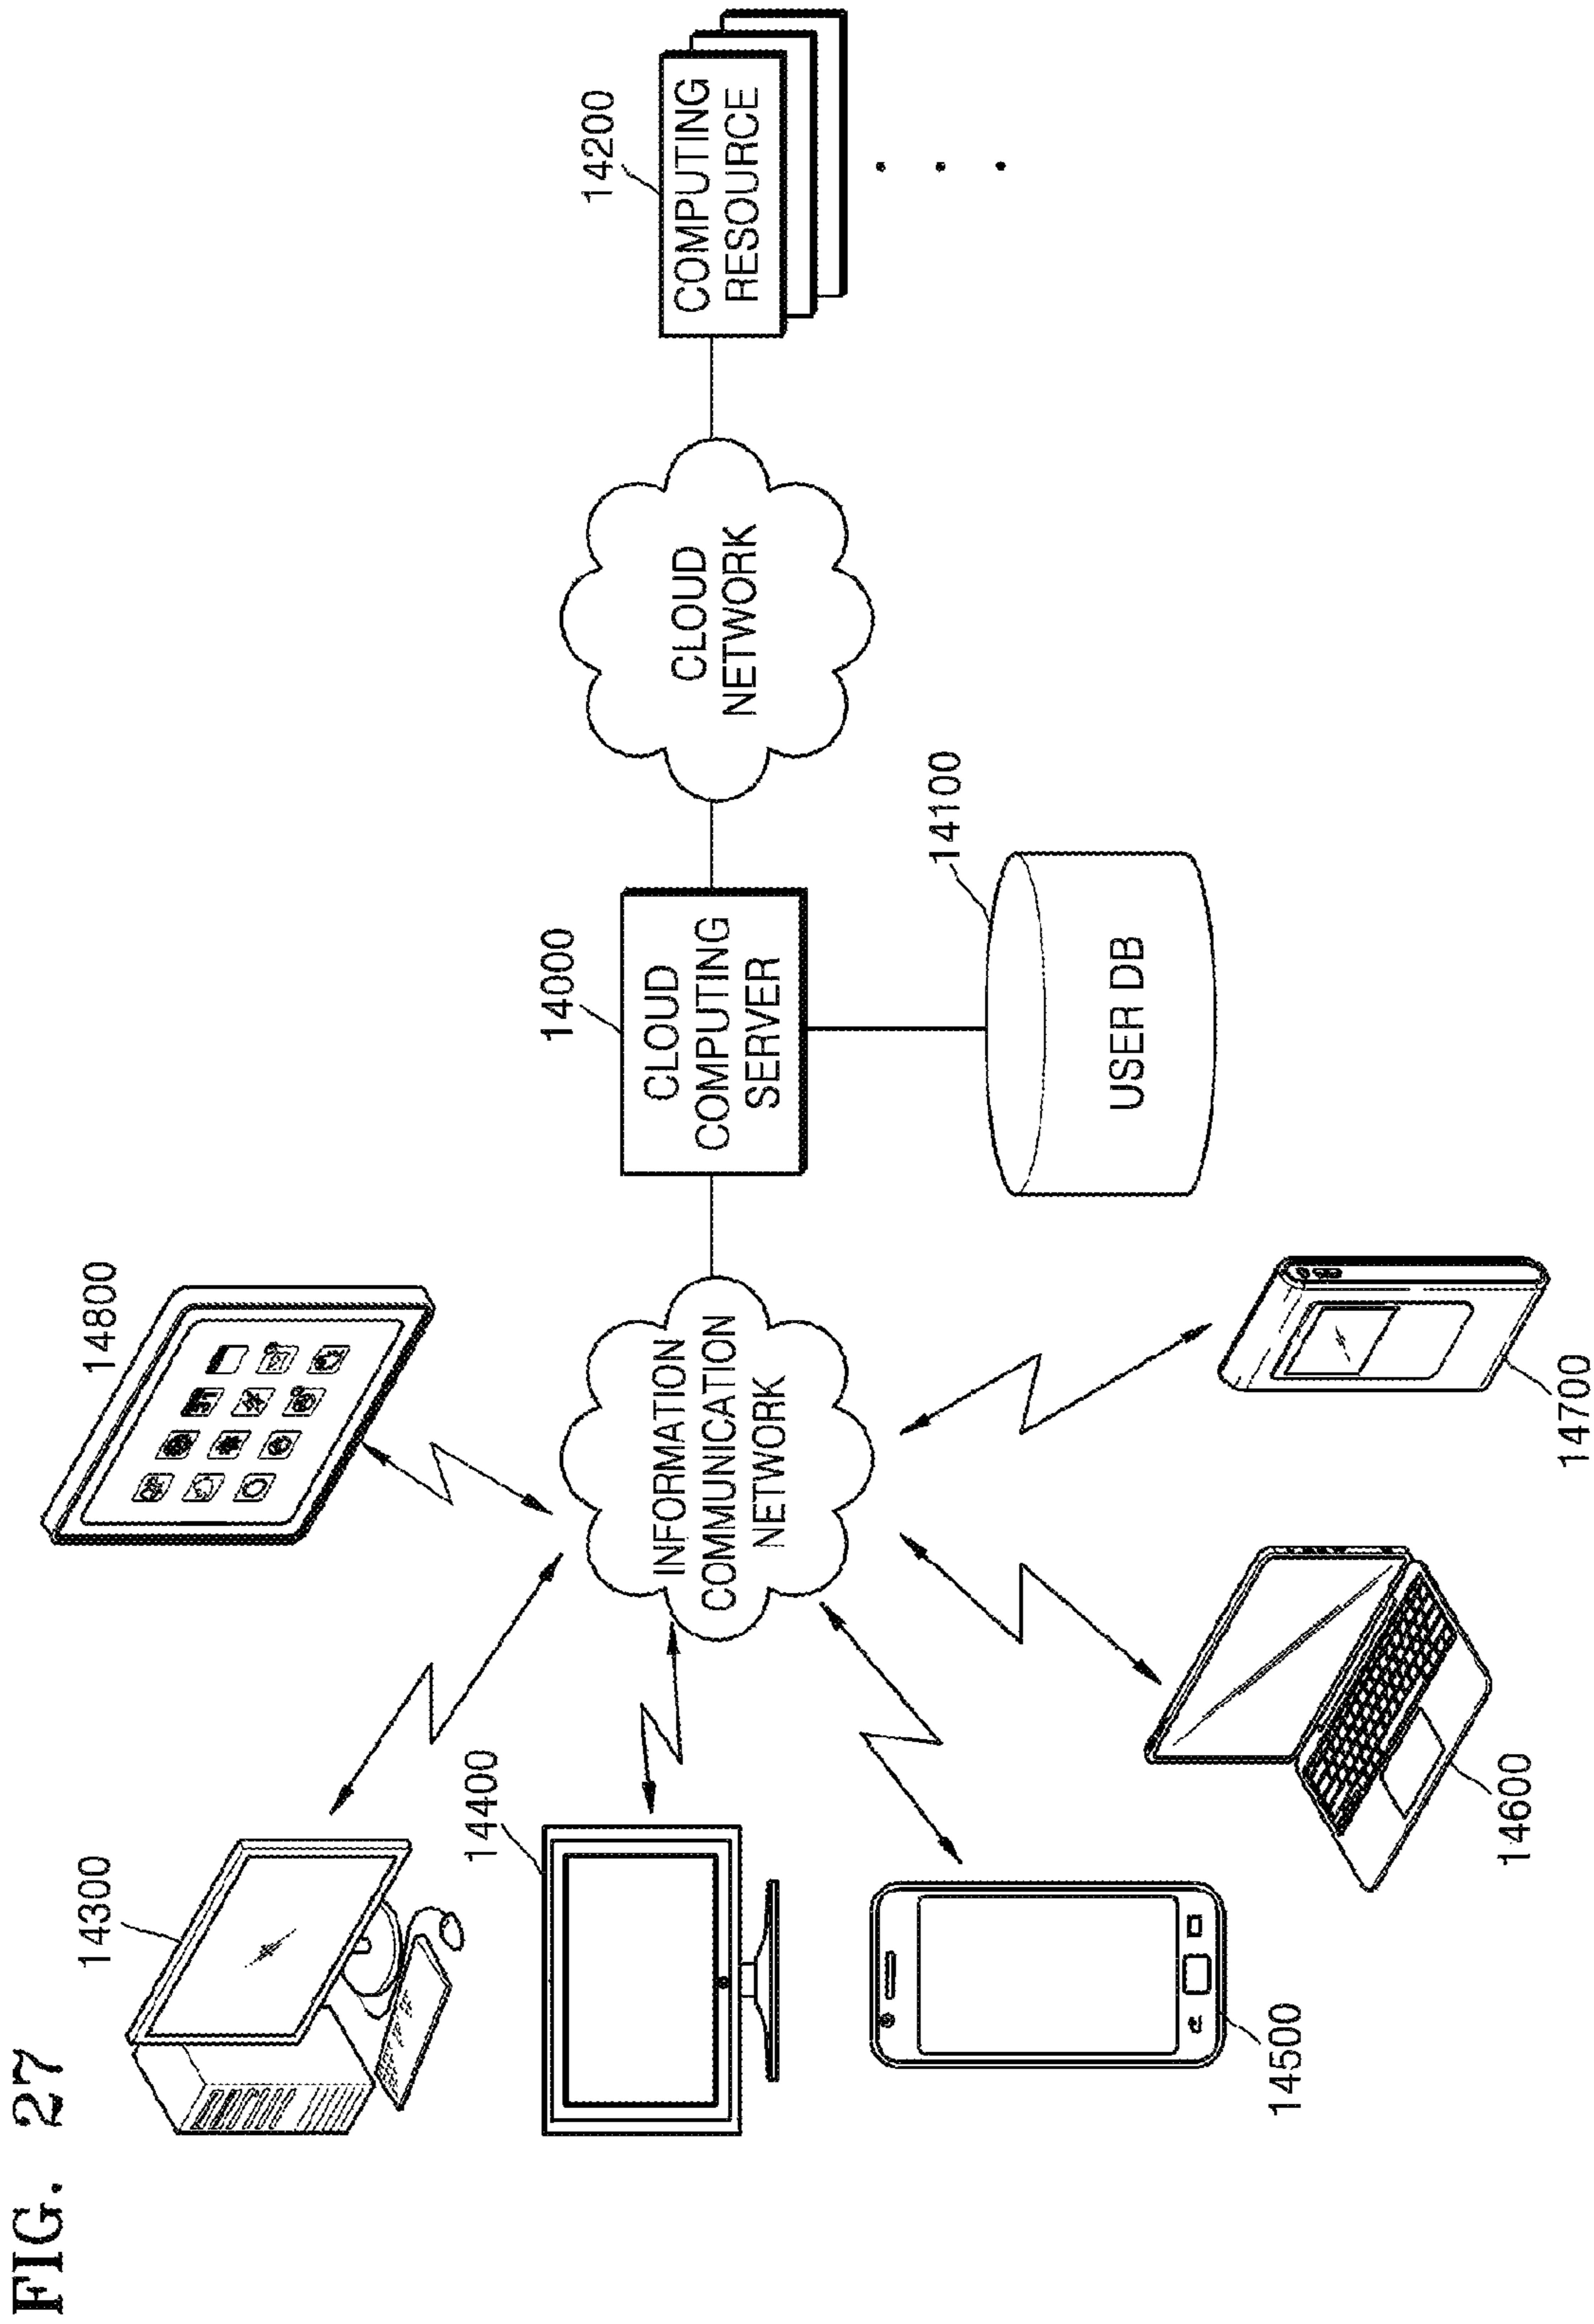 FIG. 27
14300
14400
14500
14600
14700
14800
INFORMATION
COMMUNICATION
NETWORK
14000
CLOUD
COMPUTING
SERVER
14100
USER DB
CLOUD
NETWORK
14200
COMPUTING
RESOURCE